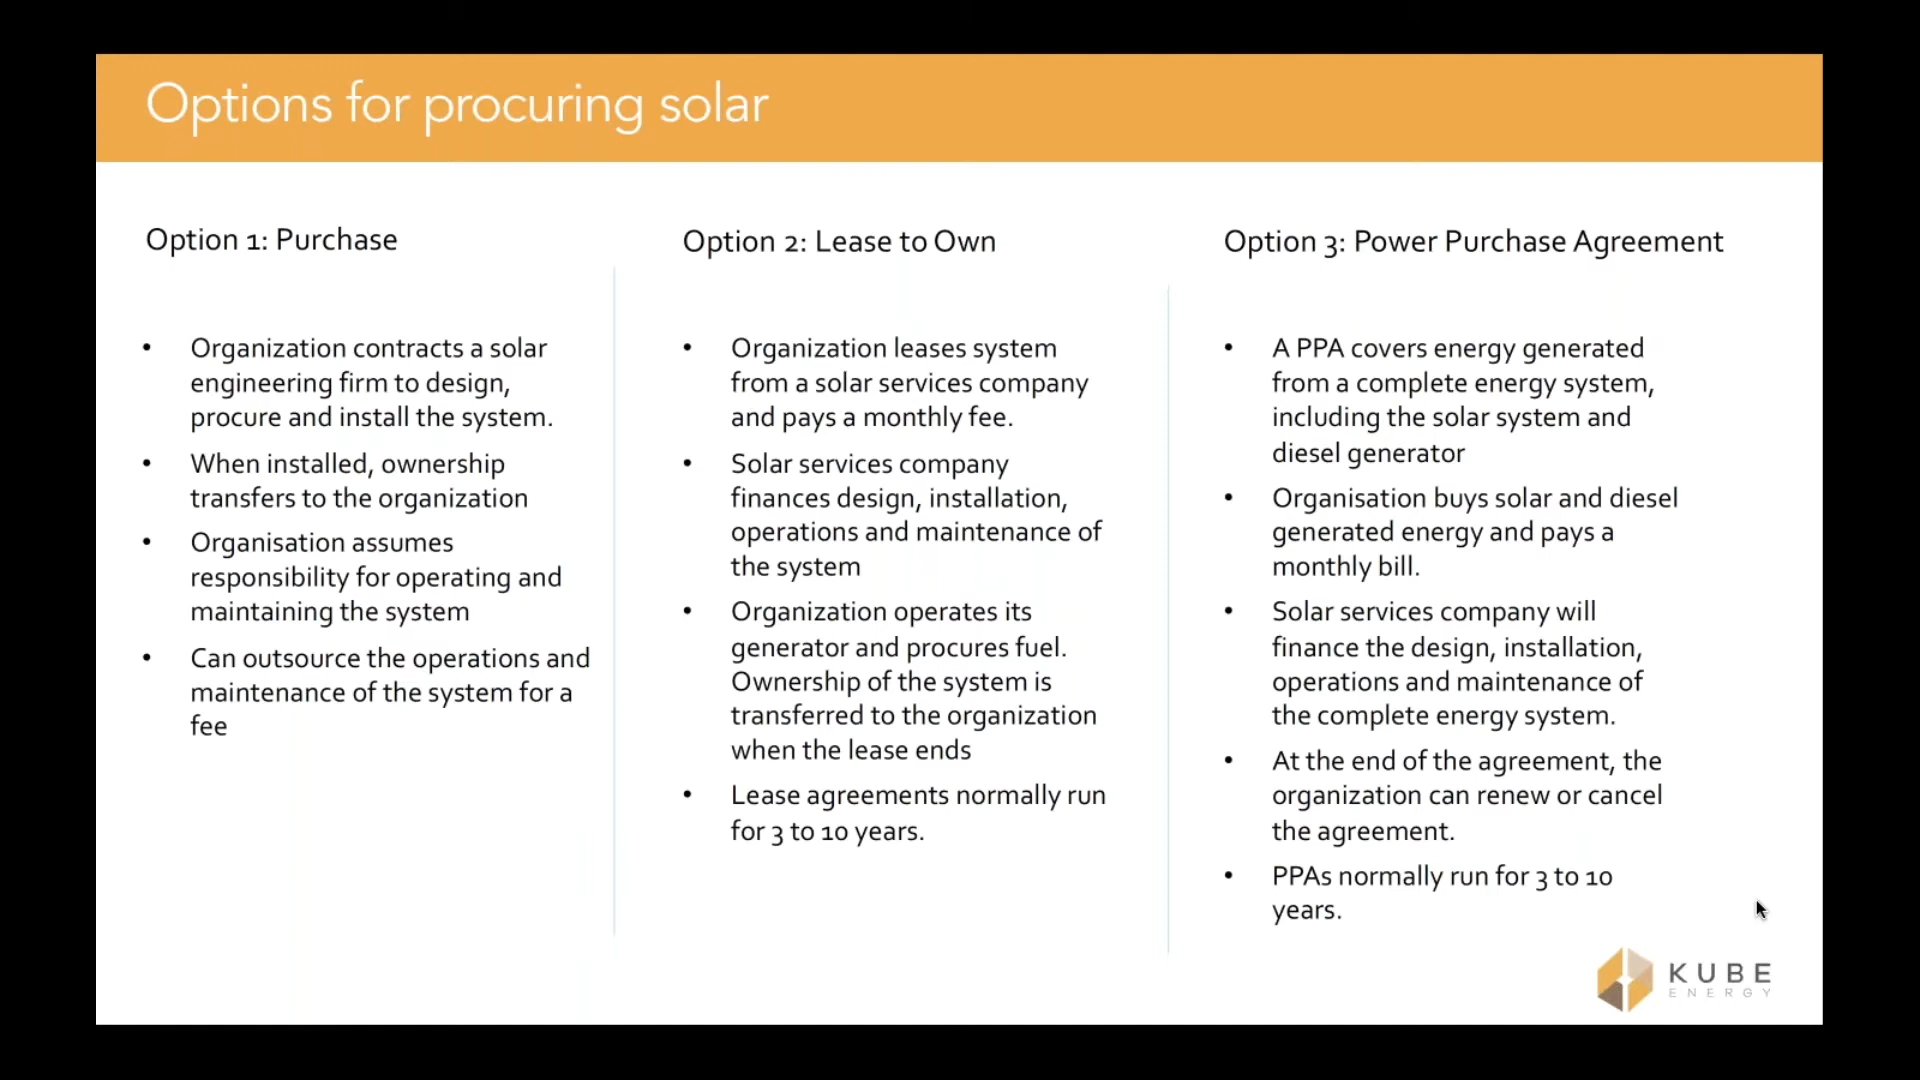 Options for procuring solar
Option 1: Purchase
• Organization contracts a solar
engineering firm to design,
procure and install the system.
• When installed, ownership
transfers to the organization
• Organisation assumes
responsibility for operating and
maintaining the system
• Can outsource the operations and
maintenance of the system for a
fee
Option 2: Lease to Own
• Organization leases system
from a solar services company
and pays a monthly fee.
• Solar services company
finances design, installation,
operations and maintenance of
the system
• Organization operates its
generator and procures fuel.
Ownership of the system is
transferred to the organization
when the lease ends
• Lease agreements normally run
for 3 to 10 years.
Option 3: Power Purchase Agreement
• A PPA covers energy generated
from a complete energy system,
including the solar system and
diesel generator
• Organisation buys solar and diesel
generated energy and pays a
monthly bill.
• Solar services company will
finance the design, installation,
operations and maintenance of
the complete energy system.
• At the end of the agreement, the
organization can renew or cancel
the agreement.
• PPAs normally run for 3 to 10
years.
KUBE
ENERGY